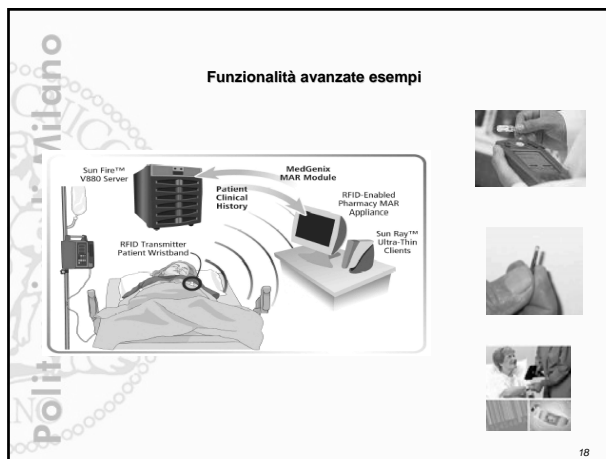 Funzionalità avanzate esempi
Sun Fire™
V880 Server
MedGenix
MAR Module
Patient
Clinical
History
RFID-Enabled
Pharmacy MAR
Appliance
Sun Ray™
Ultra-Thin
Clients
RFID Transmitter
Patient Wristband
Polit
Milano
18